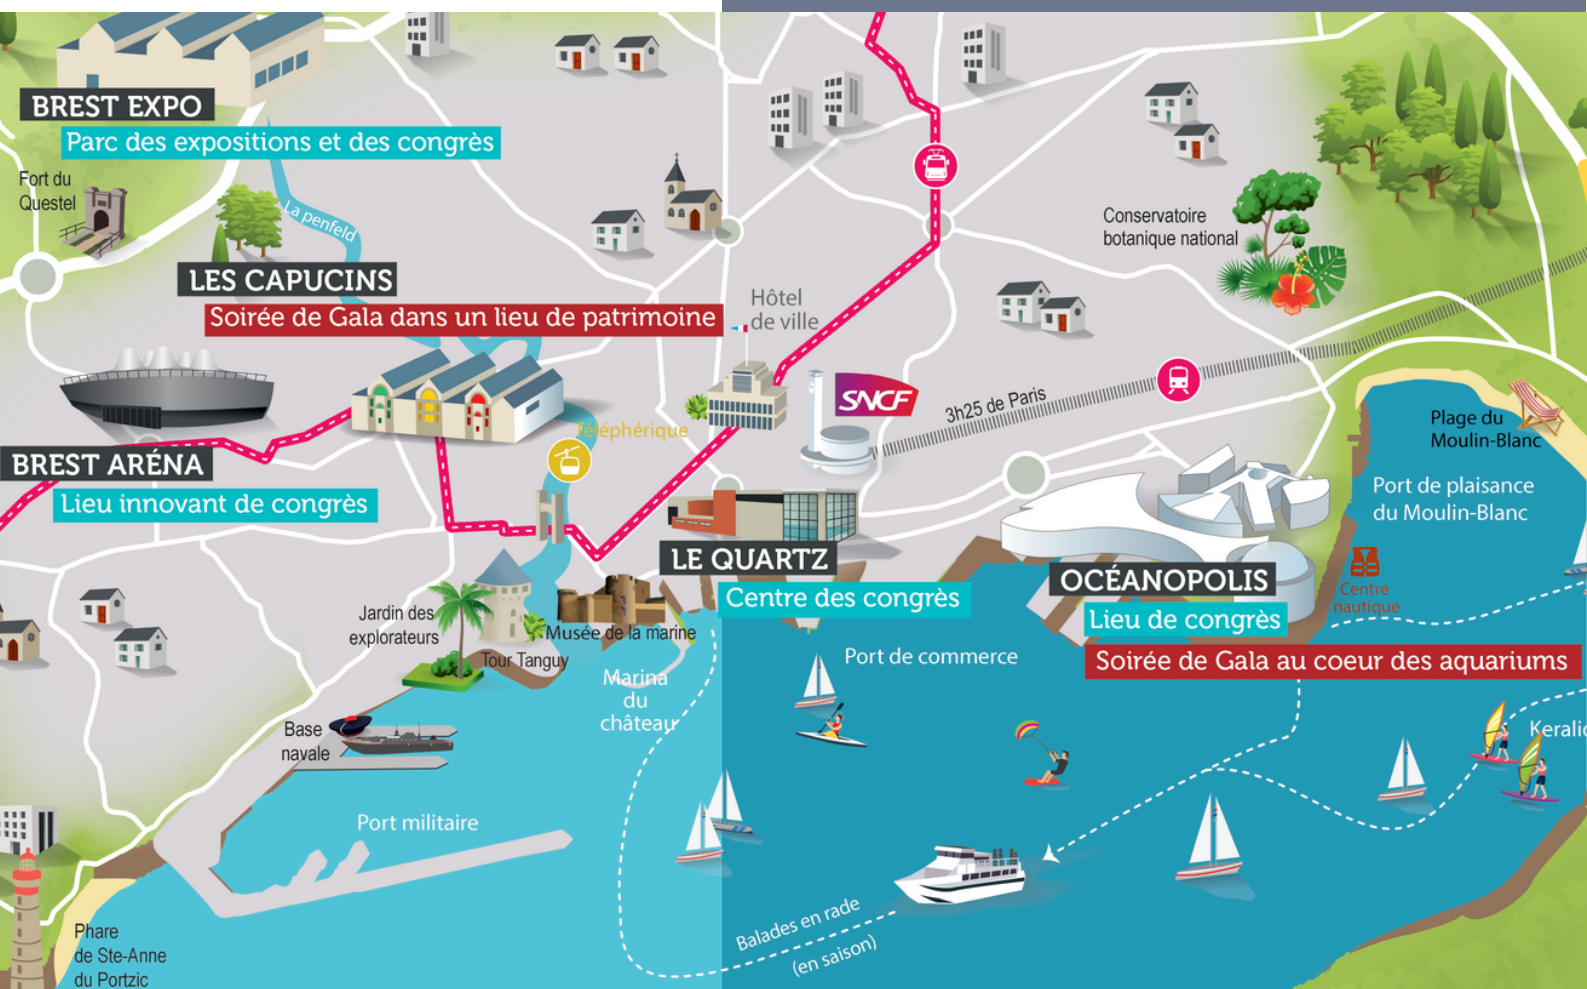 BREST EXPO
Parc des expositions et des congrès
Fort du
Questel
La penfeld
Conservatoire
botanique national
LES CAPUCINS
Soirée de Gala dans un lieu de patrimoine
Hôtel
de ville
SNCF
3h25 de Paris
Téléphérique
Plage du
Moulin-Blanc
BREST ARÉNA
Lieu innovant de congrès
Port de plaisance
du Moulin-Blanc
LE QUARTZ
Centre des congrès
OCÉANOPOLIS
Lieu de congrès
Soirée de Gala au coeur des aquariums
Centre
nautique
Jardin des
explorateurs
Musée de la marine
Tour Tanguy
Port de commerce
Marina
du
château
Base
navale
Port militaire
Balades en rade
(en saison)
Phare
de Ste-Anne
du Portzic